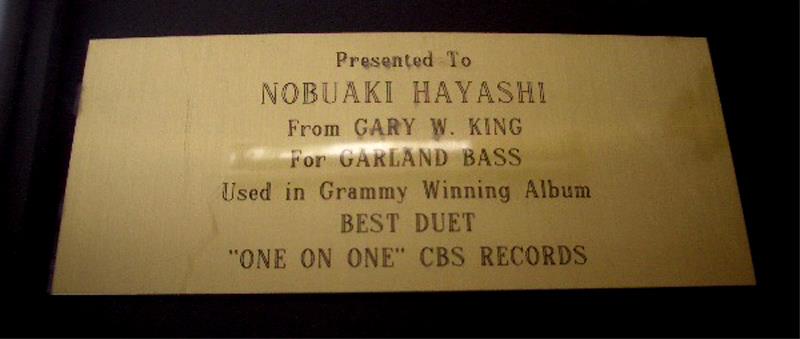 Presented To
NOBUAKI HAYASHI
From GARY W. KING
For GARLAND BASS
Used in Grammy Winning Album
BEST DUET
"ONE ON ONE" CBS RECORDS